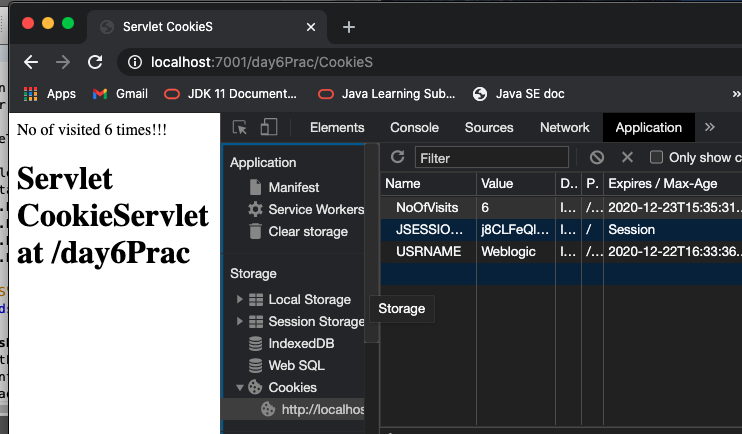 Servlet CookieS
localhost:7001/day6Prac/CookieS
Apps Gmail JDK 11 Document... Java Learning Sub... Java SE doc »
No of visited 6 times!!!
Servlet
CookieServlet
at /day6Prac
Elements Console Sources Network Application »
Filter Only show c
Application
Manifest
Service Workers
Clear storage
Storage
Local Storage
Session Storage
IndexedDB
Web SQL
Cookies
http://localhos
Name Value D.. P. Expires / Max-Age
NoOfVisits 6 l... /... 2020-12-23T15:35:31...
JSESSIO... j8CLFeQl... l... / Session
USRNAME Weblogic l... /... 2020-12-22T16:33:36...
Storage